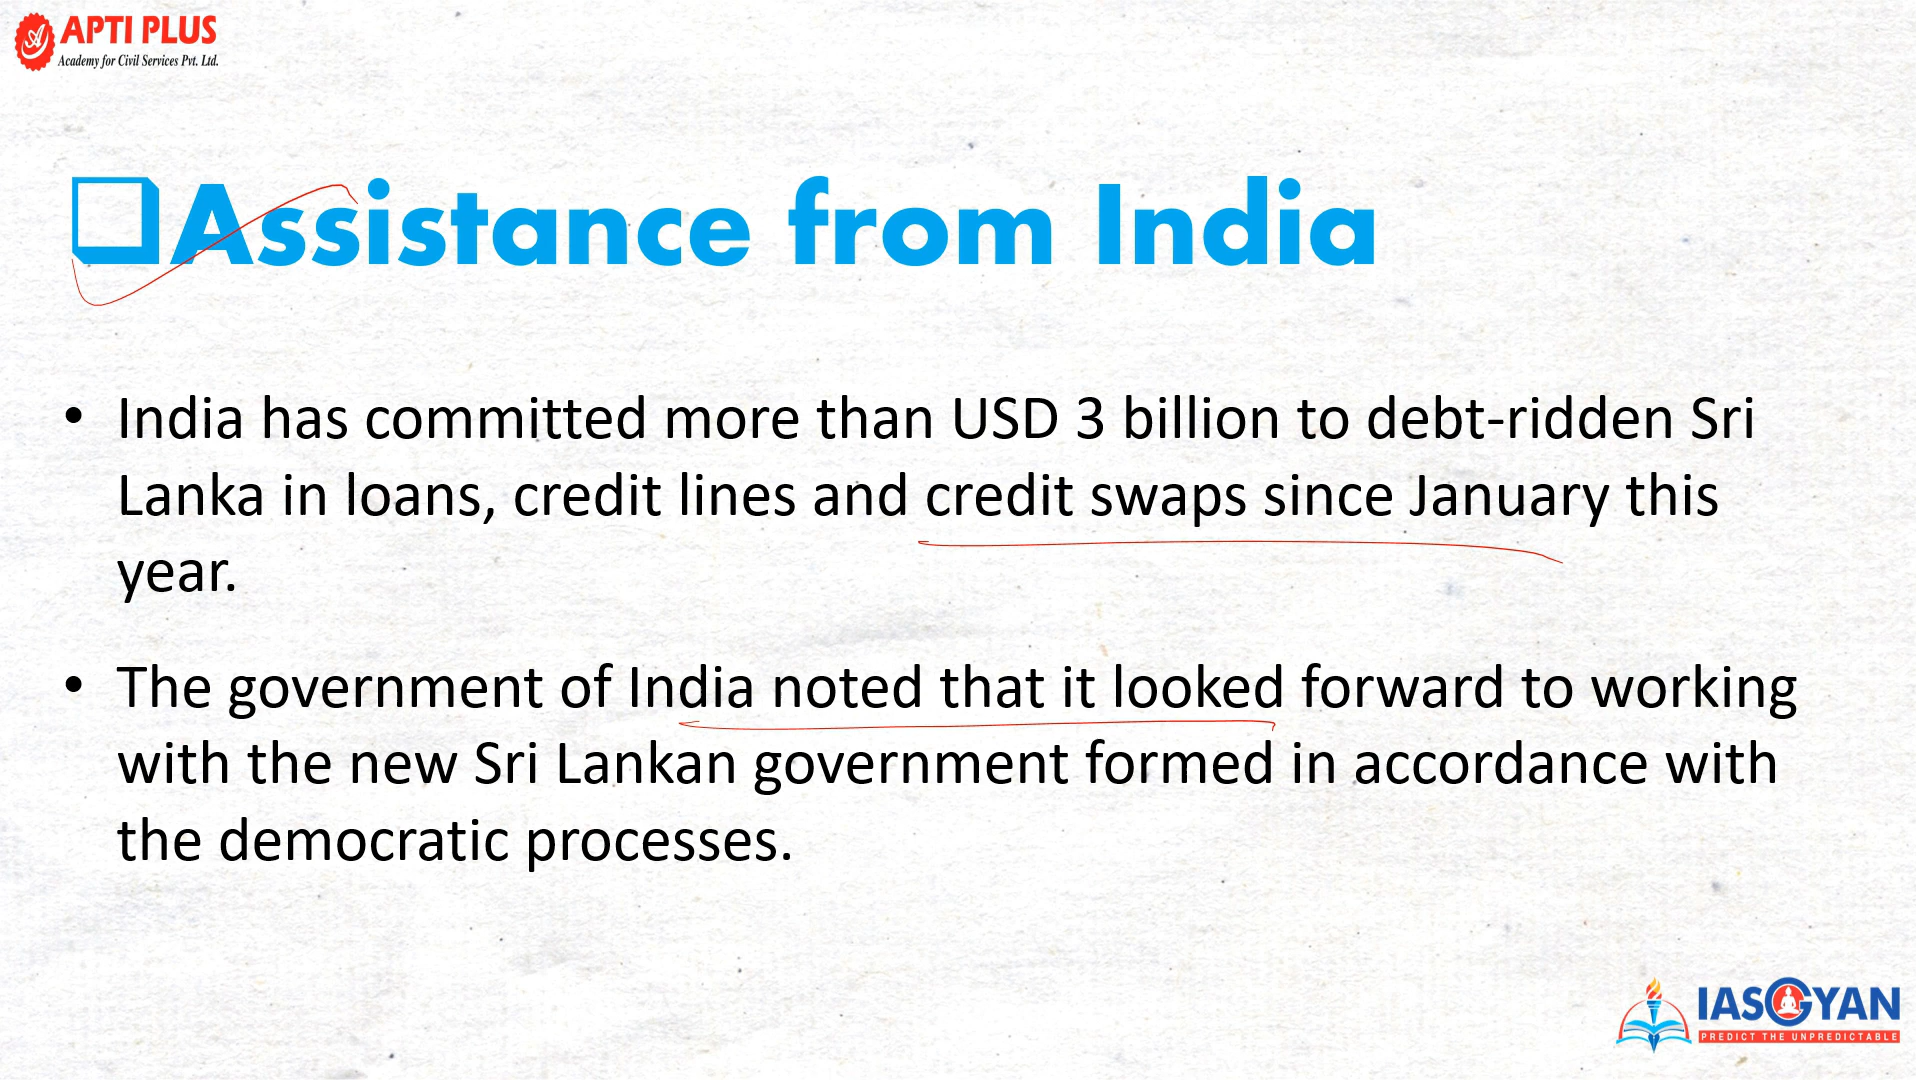 APTI PLUS
Academy for Civil Services Pvt. Ltd.
❑Assistance from India
• India has committed more than USD 3 billion to debt-ridden Sri
Lanka in loans, credit lines and credit swaps since January this
year.
• The government of India noted that it looked forward to working
with the new Sri Lankan government formed in accordance with
the democratic processes.
IASGYAN
PREDICT THE UNPREDICTABLE